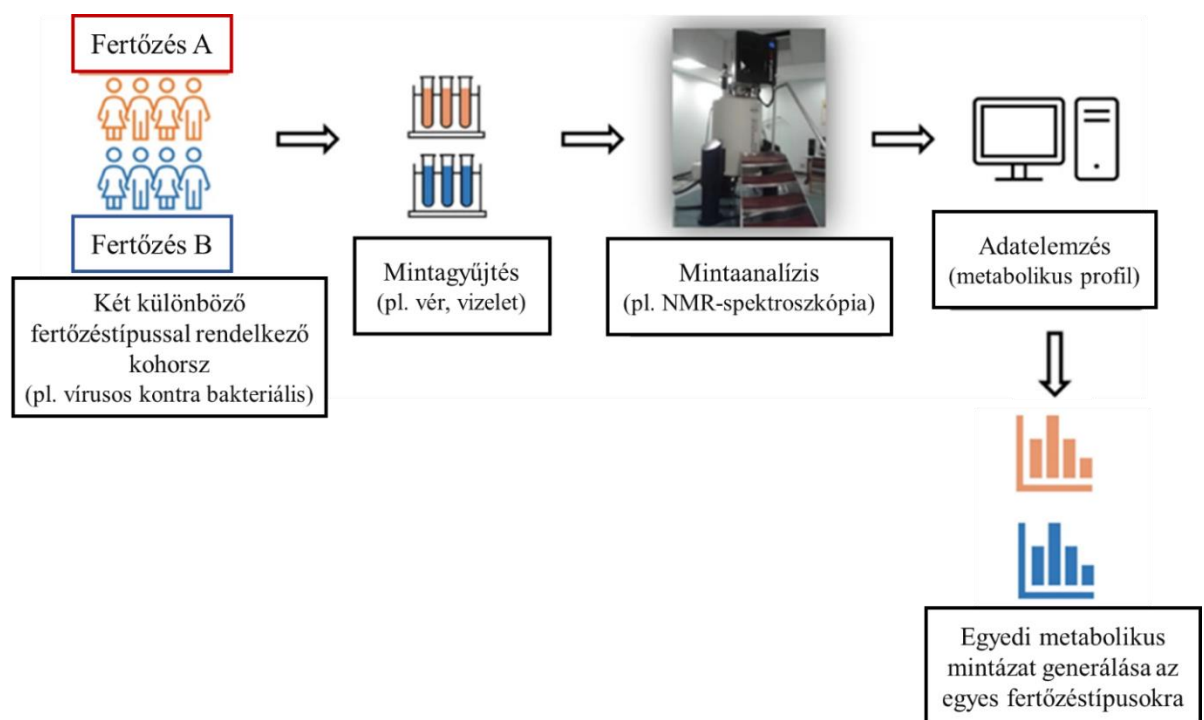 Fertőzés A
Fertőzés B
Két különböző
fertőzéstípussal rendelkező
kohorsz
(pl. vírusos kontra bakteriális)
Mintagyűjtés
(pl. vér, vizelet)
Mintaanalízis
(pl. NMR-spektroszkópia)
Adatelemzés
(metabolikus profil)
Egyedi metabolikus
mintázat generálása az
egyes fertőzéstípusokra